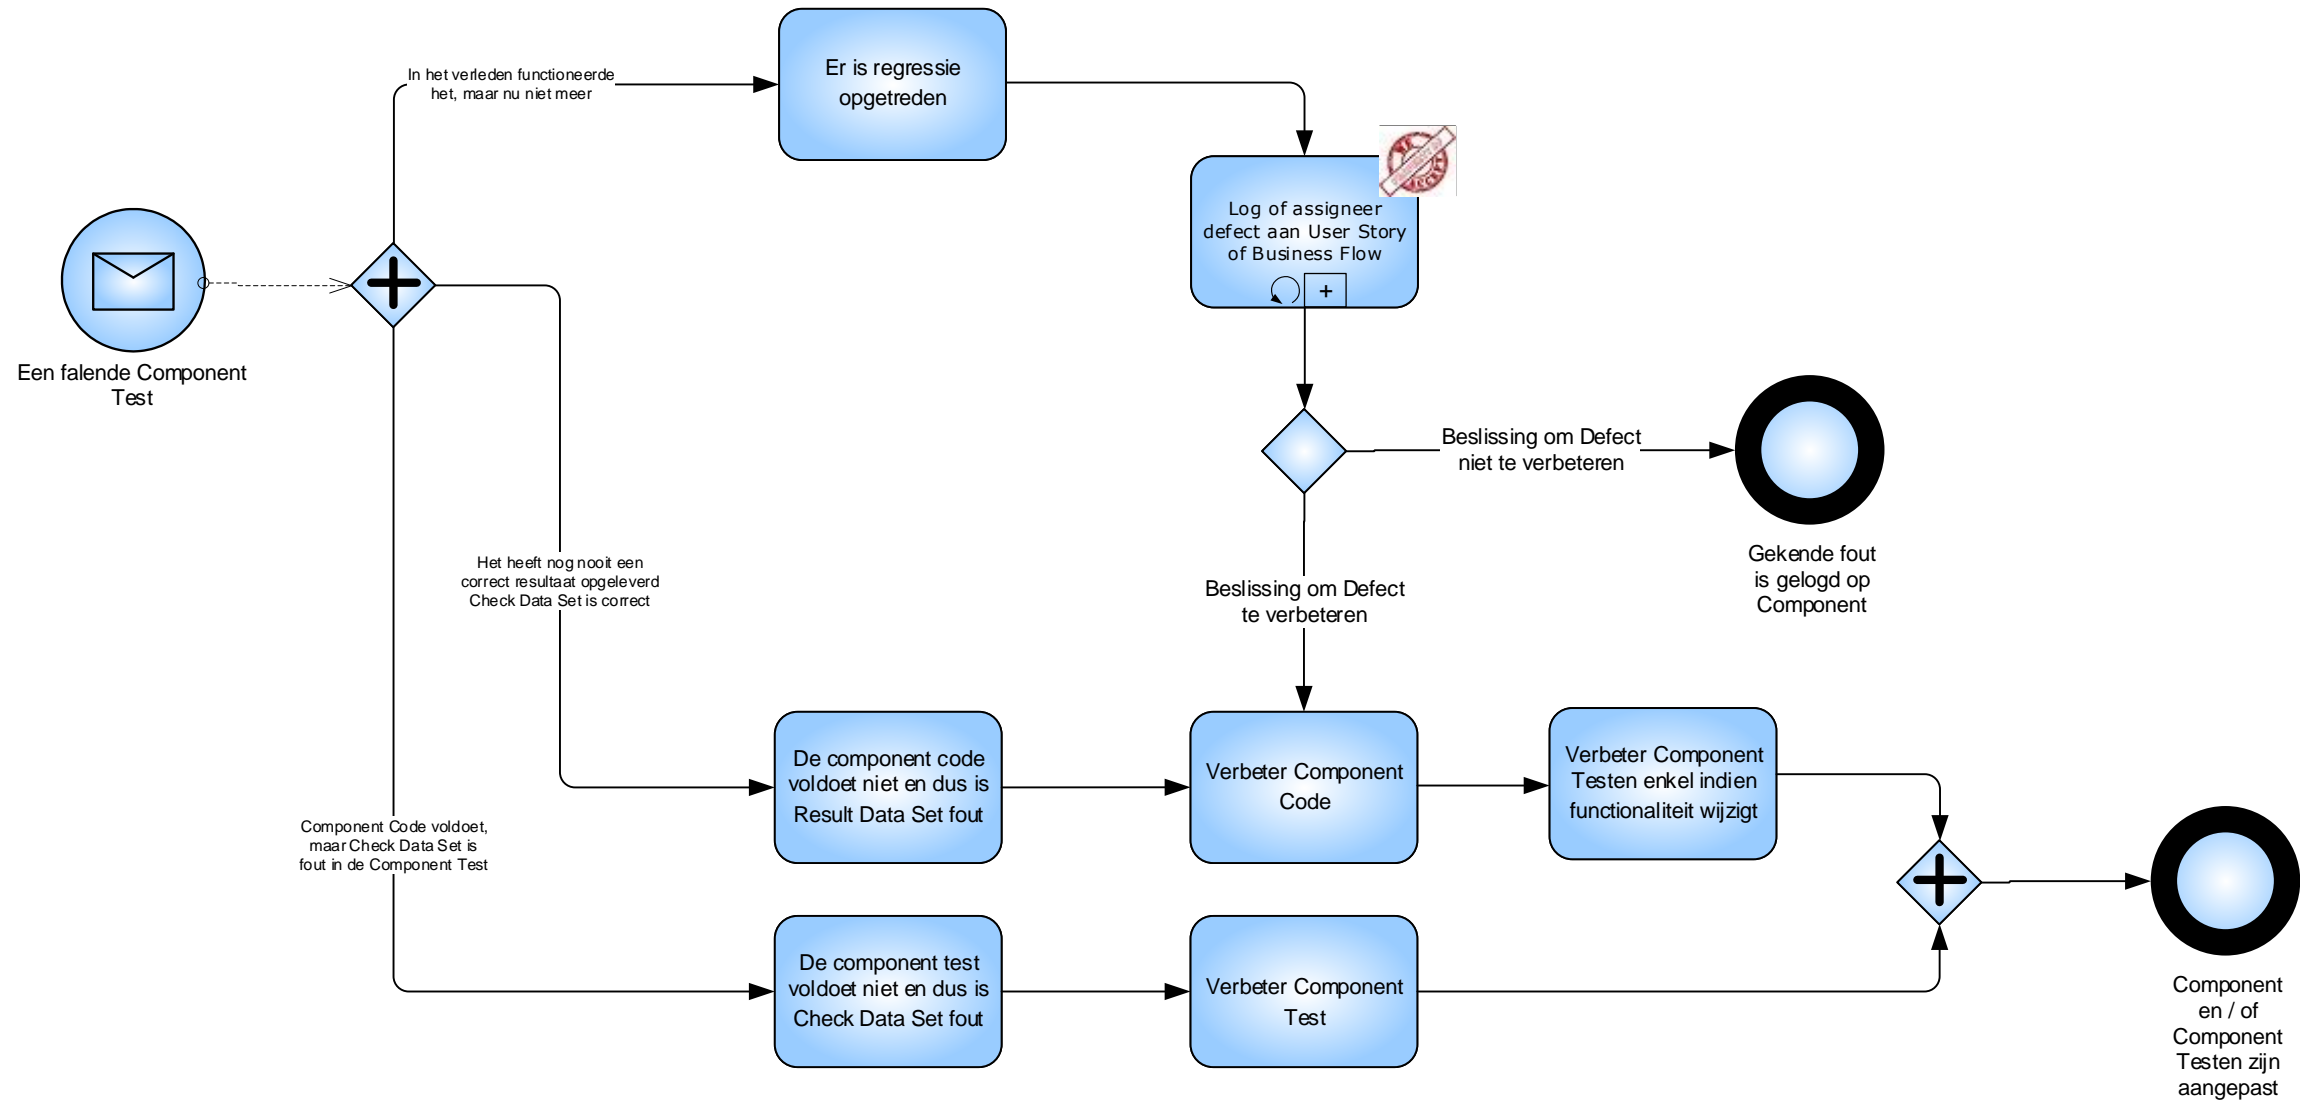 In het verleden functioneerde
het, maar nu niet meer
Er is regressie
opgetreden
Log of assigneer
defect aan User Story
of Business Flow
Een falende Component
Test
Beslissing om Defect
niet te verbeteren
Gekende fout
is gelogd op
Component
Het heeft nog nooit een
correct resultaat opgeleverd
Check Data Set is correct
Beslissing om Defect
te verbeteren
De component code
voldoet niet en dus is
Result Data Set fout
Verbeter Component
Code
Verbeter Component
Testen enkel indien
functionaliteit wijzigt
Component Code voldoet,
maar Check Data Set is
fout in de Component Test
De component test
voldoet niet en dus is
Check Data Set fout
Verbeter Component
Test
Component
en / of
Component
Testen zijn
aangepast